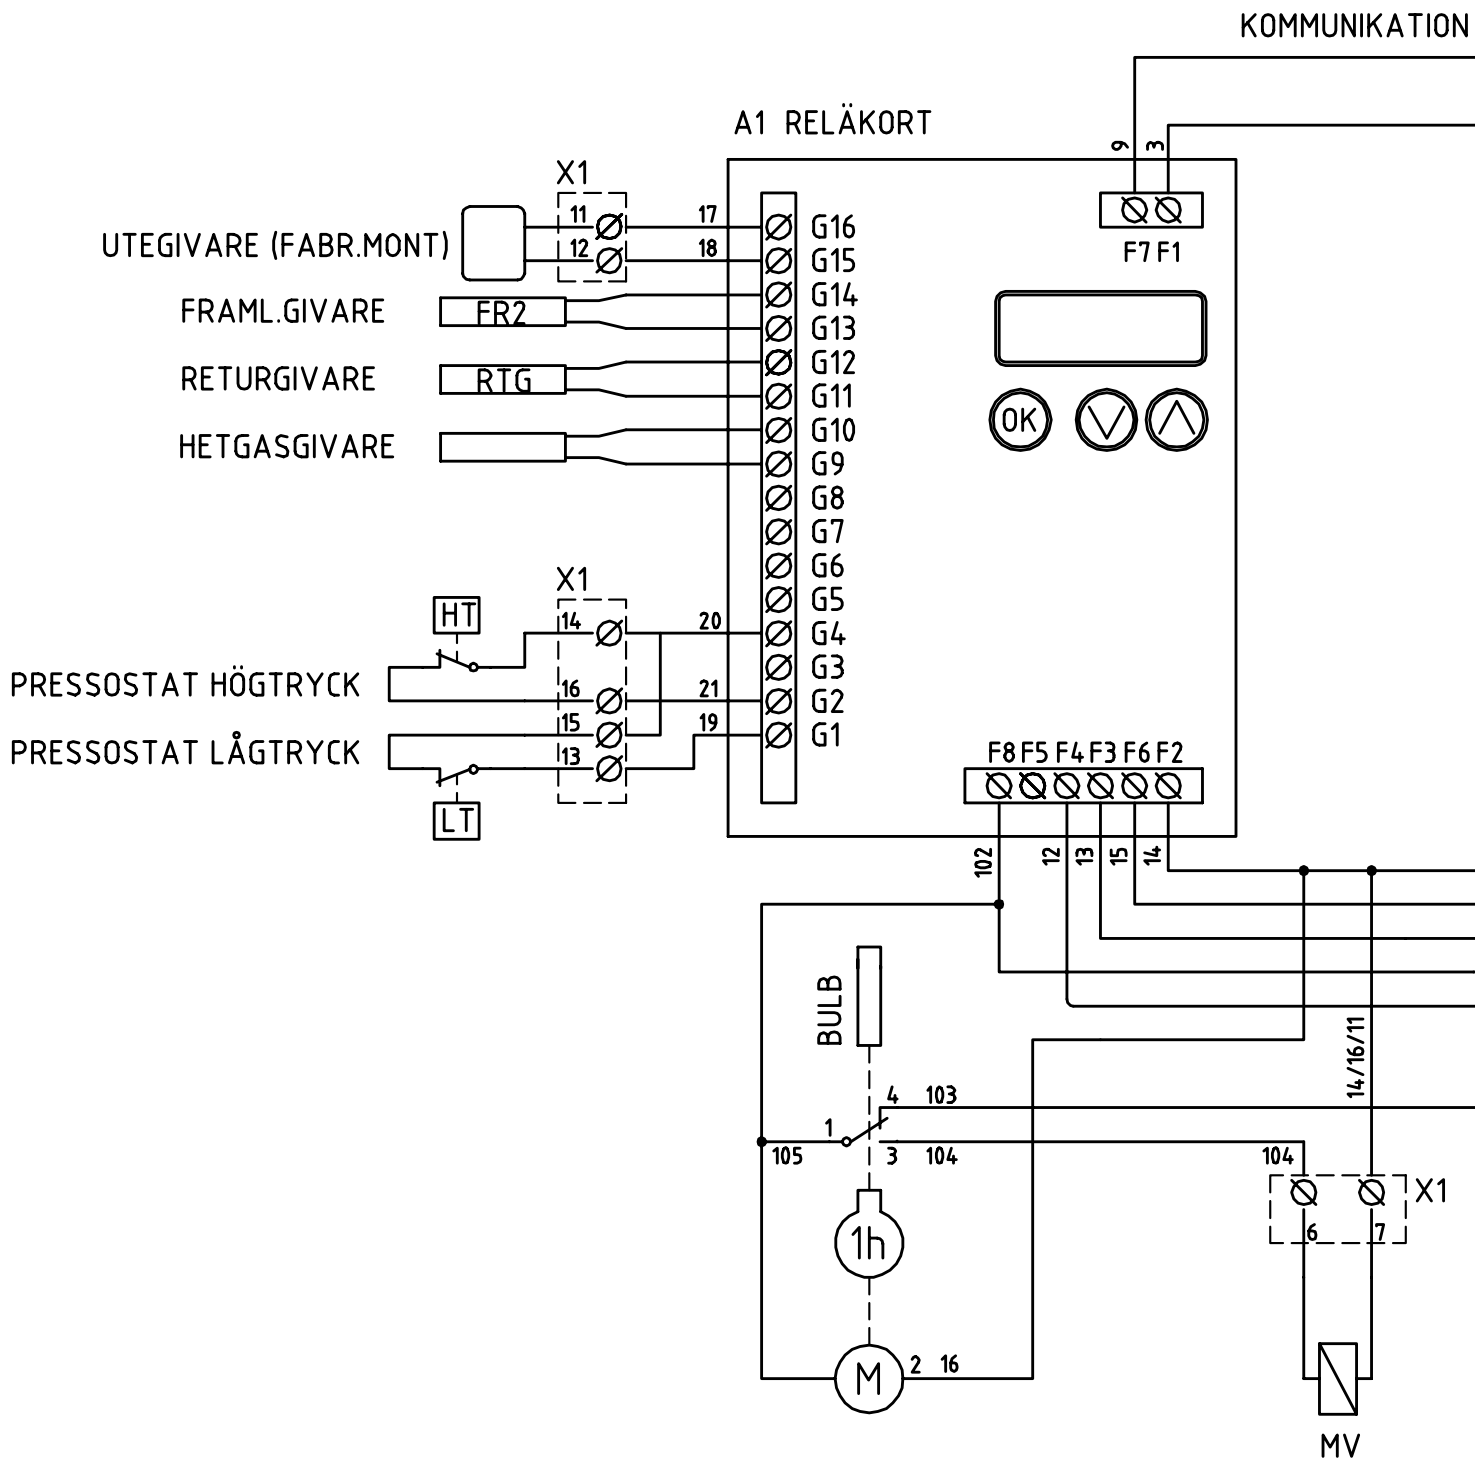 KOMMUNIKATION
A1 RELÄKORT
9 3
X1
11 17 G16
F7 F1
UTEGIVARE (FABR.MONT) 12 18 G15
G14
FRAML.GIVARE FR2 G13
G12
RETURGIVARE RTG G11
OK
G10
HETGASGIVARE G9
G8
G7
G6
X1
G5
HT 14 20 G4
G3
PRESSOSTAT HÖGTRYCK 16 21 G2
15 19 G1
PRESSOSTAT LÅGTRYCK 13
F8 F5 F4 F3 F6 F2
LT
102 12 13 15 14
BULB
14/16/11
4 103
1
105 3 104 104
X1
6 7
1h
M 2 16
MV